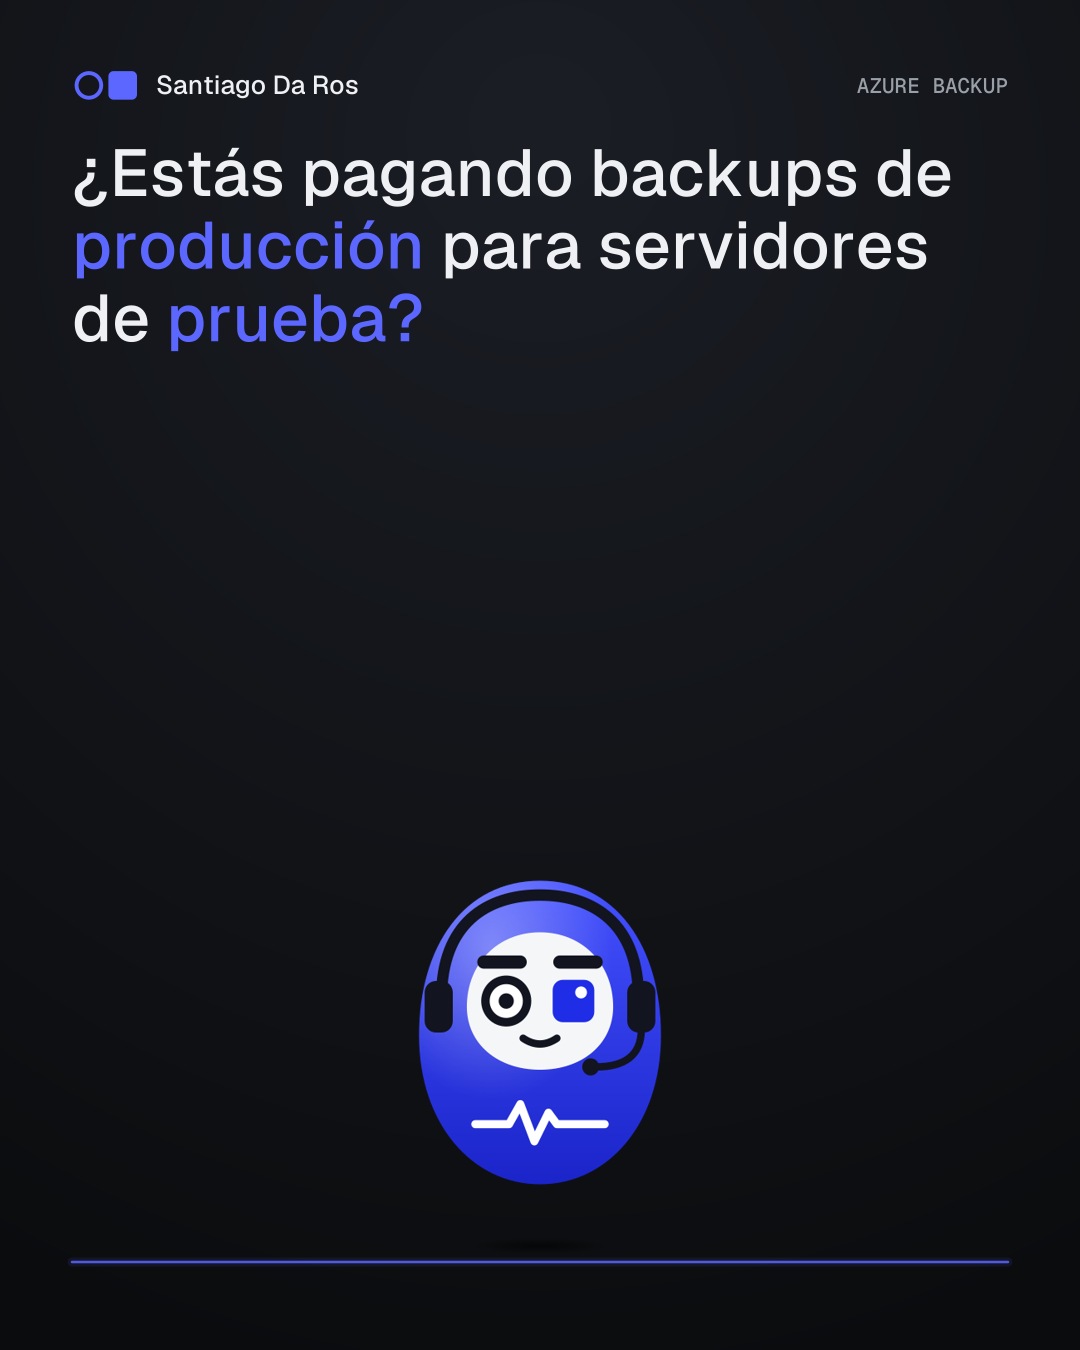 Santiago Da Ros
AZURE BACKUP
¿Estás pagando backups de
producción para servidores
de prueba?